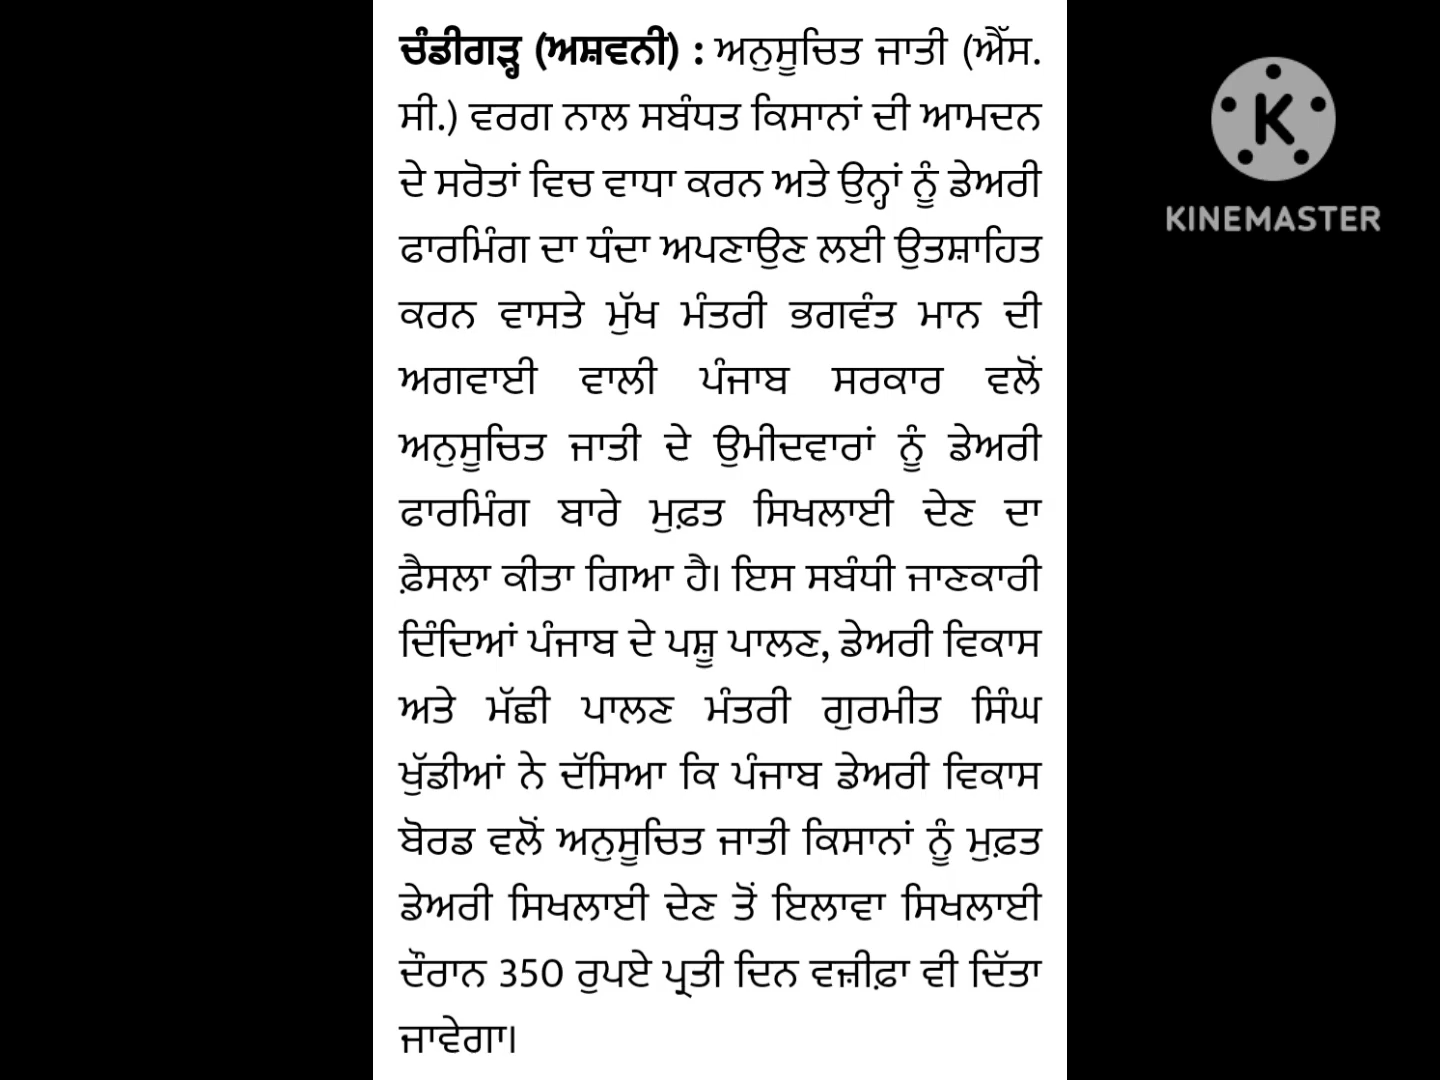 ਚੰਡੀਗੜ੍ਹ (ਅਸ਼ਵਨੀ) : ਅਨੁਸੂਚਿਤ ਜਾਤੀ (ਐੱਸ.
ਸੀ.) ਵਰਗ ਨਾਲ ਸਬੰਧਤ ਕਿਸਾਨਾਂ ਦੀ ਆਮਦਨ
ਦੇ ਸਰੋਤਾਂ ਵਿਚ ਵਾਧਾ ਕਰਨ ਅਤੇ ਉਨ੍ਹਾਂ ਨੂੰ ਡੇਅਰੀ
ਫਾਰਮਿੰਗ ਦਾ ਧੰਦਾ ਅਪਣਾਉਣ ਲਈ ਉਤਸ਼ਾਹਿਤ
ਕਰਨ ਵਾਸਤੇ ਮੁੱਖ ਮੰਤਰੀ ਭਗਵੰਤ ਮਾਨ ਦੀ
ਅਗਵਾਈ ਵਾਲੀ ਪੰਜਾਬ ਸਰਕਾਰ ਵਲੋਂ
ਅਨੁਸੂਚਿਤ ਜਾਤੀ ਦੇ ਉਮੀਦਵਾਰਾਂ ਨੂੰ ਡੇਅਰੀ
ਫਾਰਮਿੰਗ ਬਾਰੇ ਮੁਫ਼ਤ ਸਿਖਲਾਈ ਦੇਣ ਦਾ
ਫ਼ੈਸਲਾ ਕੀਤਾ ਗਿਆ ਹੈ। ਇਸ ਸਬੰਧੀ ਜਾਣਕਾਰੀ
ਦਿੰਦਿਆਂ ਪੰਜਾਬ ਦੇ ਪਸ਼ੂ ਪਾਲਣ, ਡੇਅਰੀ ਵਿਕਾਸ
ਅਤੇ ਮੱਛੀ ਪਾਲਣ ਮੰਤਰੀ ਗੁਰਮੀਤ ਸਿੰਘ
ਖੁੱਡੀਆਂ ਨੇ ਦੱਸਿਆ ਕਿ ਪੰਜਾਬ ਡੇਅਰੀ ਵਿਕਾਸ
ਬੋਰਡ ਵਲੋਂ ਅਨੁਸੂਚਿਤ ਜਾਤੀ ਕਿਸਾਨਾਂ ਨੂੰ ਮੁਫ਼ਤ
ਡੇਅਰੀ ਸਿਖਲਾਈ ਦੇਣ ਤੋਂ ਇਲਾਵਾ ਸਿਖਲਾਈ
ਦੌਰਾਨ 350 ਰੁਪਏ ਪ੍ਰਤੀ ਦਿਨ ਵਜ਼ੀਫ਼ਾ ਵੀ ਦਿੱਤਾ
ਜਾਵੇਗਾ।
K
KINEMASTER